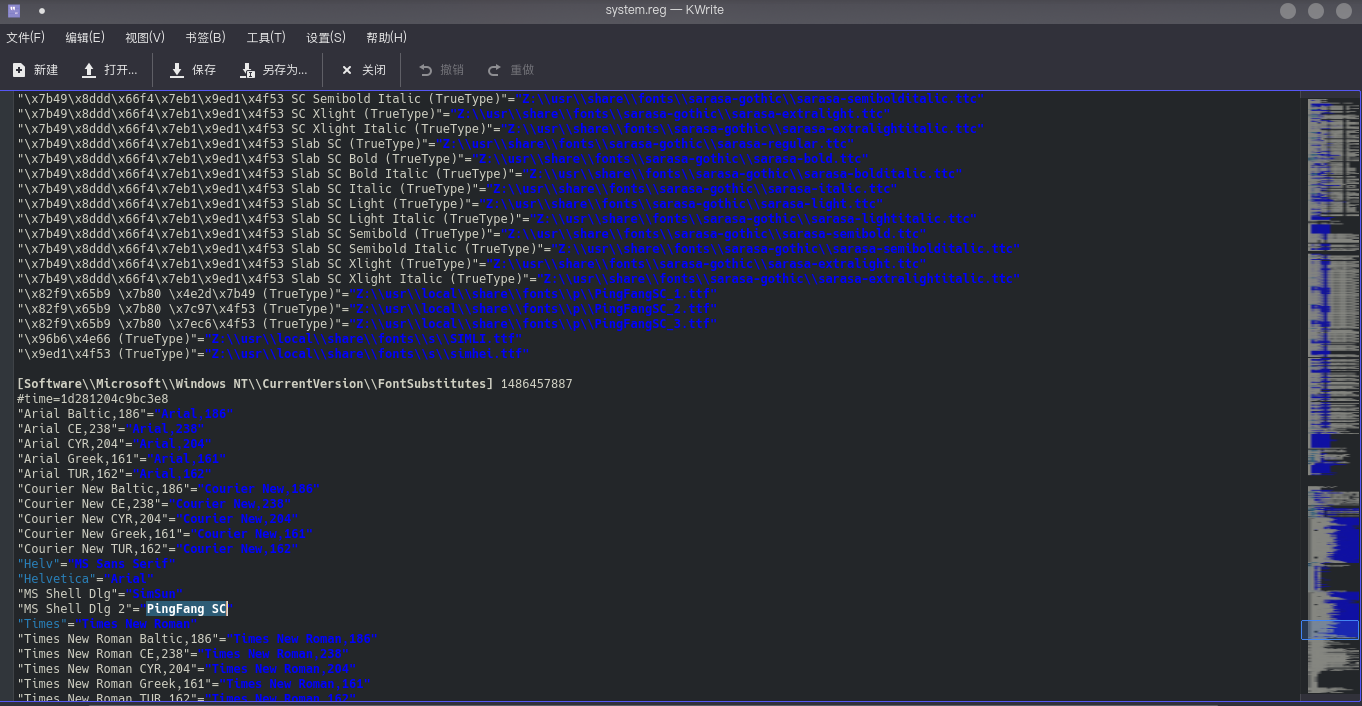 system.reg — KWrite
文件(F) 编辑(E) 视图(V) 书签(B) 工具(T) 设置(S) 帮助(H)
新建 打开... 保存 另存为... 关闭 撤销 重做
"\x7b49\x8ddd\x66f4\x7eb1\x9ed1\x4f53 SC Semibold Italic (TrueType)"="Z:\\usr\\share\\fonts\\sarasa-gothic\\sarasa-semibolditalic.ttc"
"\x7b49\x8ddd\x66f4\x7eb1\x9ed1\x4f53 SC Xlight (TrueType)"="Z:\\usr\\share\\fonts\\sarasa-gothic\\sarasa-extralight.ttc"
"\x7b49\x8ddd\x66f4\x7eb1\x9ed1\x4f53 SC Xlight Italic (TrueType)"="Z:\\usr\\share\\fonts\\sarasa-gothic\\sarasa-extralightitalic.ttc"
"\x7b49\x8ddd\x66f4\x7eb1\x9ed1\x4f53 Slab SC (TrueType)"="Z:\\usr\\share\\fonts\\sarasa-gothic\\sarasa-regular.ttc"
"\x7b49\x8ddd\x66f4\x7eb1\x9ed1\x4f53 Slab SC Bold (TrueType)"="Z:\\usr\\share\\fonts\\sarasa-gothic\\sarasa-bold.ttc"
"\x7b49\x8ddd\x66f4\x7eb1\x9ed1\x4f53 Slab SC Bold Italic (TrueType)"="Z:\\usr\\share\\fonts\\sarasa-gothic\\sarasa-bolditalic.ttc"
"\x7b49\x8ddd\x66f4\x7eb1\x9ed1\x4f53 Slab SC Italic (TrueType)"="Z:\\usr\\share\\fonts\\sarasa-gothic\\sarasa-italic.ttc"
"\x7b49\x8ddd\x66f4\x7eb1\x9ed1\x4f53 Slab SC Light (TrueType)"="Z:\\usr\\share\\fonts\\sarasa-gothic\\sarasa-light.ttc"
"\x7b49\x8ddd\x66f4\x7eb1\x9ed1\x4f53 Slab SC Light Italic (TrueType)"="Z:\\usr\\share\\fonts\\sarasa-gothic\\sarasa-lightitalic.ttc"
"\x7b49\x8ddd\x66f4\x7eb1\x9ed1\x4f53 Slab SC Semibold (TrueType)"="Z:\\usr\\share\\fonts\\sarasa-gothic\\sarasa-semibold.ttc"
"\x7b49\x8ddd\x66f4\x7eb1\x9ed1\x4f53 Slab SC Semibold Italic (TrueType)"="Z:\\usr\\share\\fonts\\sarasa-gothic\\sarasa-semibolditalic.ttc"
"\x7b49\x8ddd\x66f4\x7eb1\x9ed1\x4f53 Slab SC Xlight (TrueType)"="Z:\\usr\\share\\fonts\\sarasa-gothic\\sarasa-extralight.ttc"
"\x7b49\x8ddd\x66f4\x7eb1\x9ed1\x4f53 Slab SC Xlight Italic (TrueType)"="Z:\\usr\\share\\fonts\\sarasa-gothic\\sarasa-extralightitalic.ttc"
"\x82f9\x65b9 \x7b80 \x4e2d\x7b49 (TrueType)"="Z:\\usr\\local\\share\\fonts\\p\\PingFangSC_1.ttf"
"\x82f9\x65b9 \x7b80 \x7c97\x4f53 (TrueType)"="Z:\\usr\\local\\share\\fonts\\p\\PingFangSC_2.ttf"
"\x82f9\x65b9 \x7b80 \x7ec6\x4f53 (TrueType)"="Z:\\usr\\local\\share\\fonts\\p\\PingFangSC_3.ttf"
"\x96b6\x4e66 (TrueType)"="Z:\\usr\\local\\share\\fonts\\s\\SIMLI.ttf"
"\x9ed1\x4f53 (TrueType)"="Z:\\usr\\local\\share\\fonts\\s\\simhei.ttf"
[Software\\Microsoft\\Windows NT\\CurrentVersion\\FontSubstitutes] 1486457887
#time=1d281204c9bc3e8
"Arial Baltic,186"="Arial,186"
"Arial CE,238"="Arial,238"
"Arial CYR,204"="Arial,204"
"Arial Greek,161"="Arial,161"
"Arial TUR,162"="Arial,162"
"Courier New Baltic,186"="Courier New,186"
"Courier New CE,238"="Courier New,238"
"Courier New CYR,204"="Courier New,204"
"Courier New Greek,161"="Courier New,161"
"Courier New TUR,162"="Courier New,162"
"Helv"="MS Sans Serif"
"Helvetica"="Arial"
"MS Shell Dlg"="SimSun"
"MS Shell Dlg 2"="PingFang SC"
"Times"="Times New Roman"
"Times New Roman Baltic,186"="Times New Roman,186"
"Times New Roman CE,238"="Times New Roman,238"
"Times New Roman CYR,204"="Times New Roman,204"
"Times New Roman Greek,161"="Times New Roman,161"
"Times New Roman TUR,162"="Times New Roman,162"